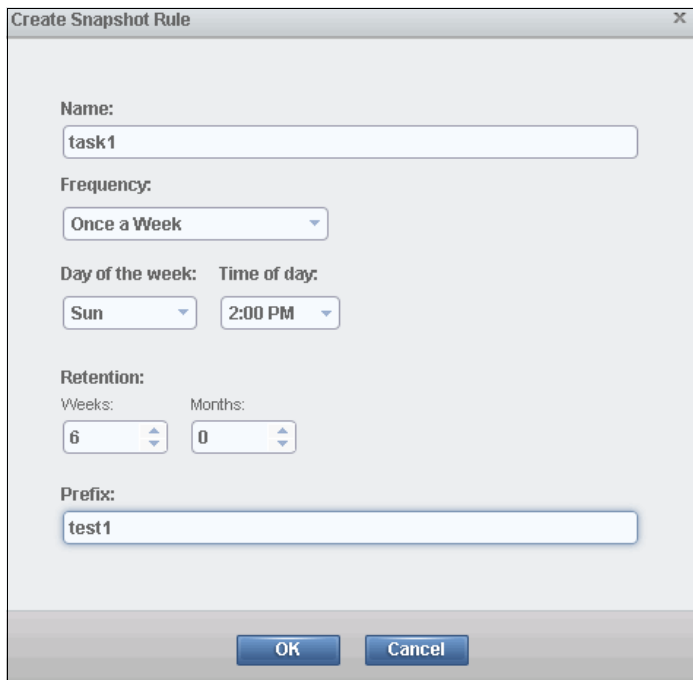 Create Snapshot Rule x
Name:
task1
Frequency:
Once a Week
Day of the week: Time of day:
Sun 2:00 PM
Retention:
Weeks: Months:
6 0
Prefix:
test1
OK Cancel